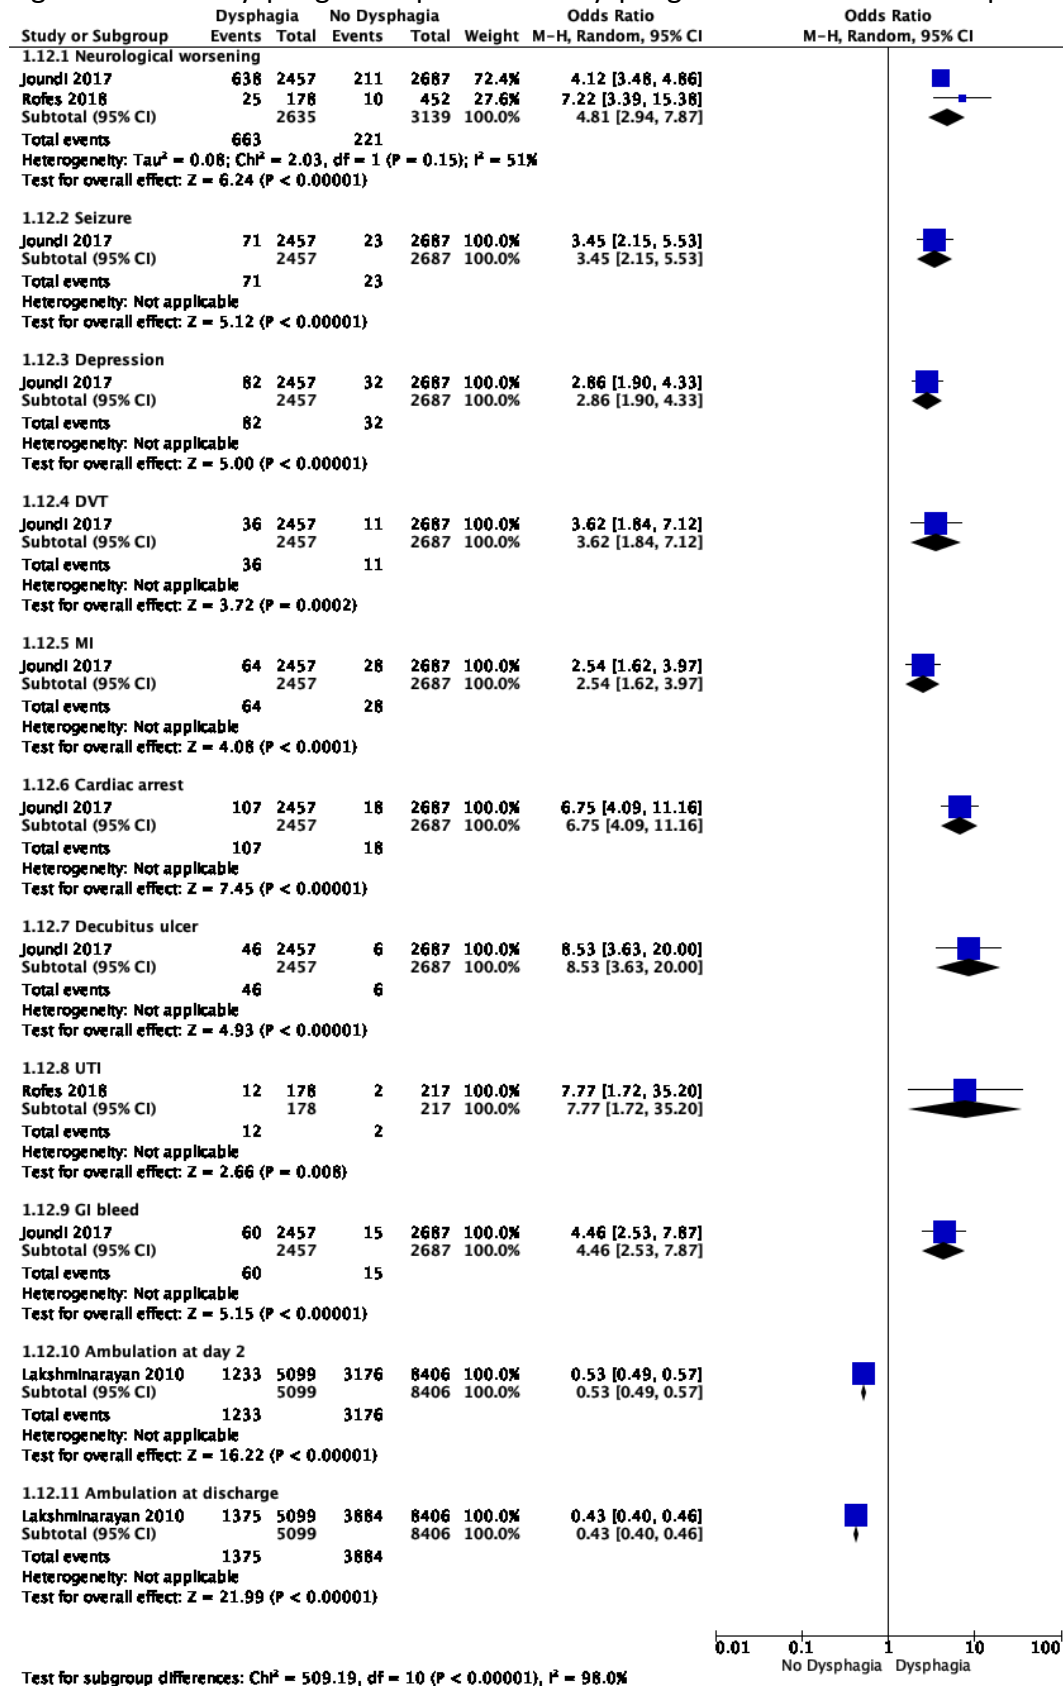 Dysphagia No Dysphagia Odds Ratio Odds Ratio
Study or Subgroup Events Total Events Total Weight M-H, Random, 95% CI M-H, Random, 95% CI
1.12.1 Neurological worsening
Joundi 2017 638 2457 211 2687 72.4% 4.12 [3.48, 4.86]
Rofes 2018 25 178 10 452 27.6% 7.22 [3.39, 15.38]
Subtotal (95% CI) 2635 3139 100.0% 4.81 [2.94, 7.87]
Total events 663 221
Heterogeneity: Tau² = 0.08; Chi² = 2.03, df = 1 (P = 0.15); I² = 51%
Test for overall effect: Z = 6.24 (P < 0.00001)
1.12.2 Seizure
Joundi 2017 71 2457 23 2687 100.0% 3.45 [2.15, 5.53]
Subtotal (95% CI) 2457 2687 100.0% 3.45 [2.15, 5.53]
Total events 71 23
Heterogeneity: Not applicable
Test for overall effect: Z = 5.12 (P < 0.00001)
1.12.3 Depression
Joundi 2017 82 2457 32 2687 100.0% 2.86 [1.90, 4.33]
Subtotal (95% CI) 2457 2687 100.0% 2.86 [1.90, 4.33]
Total events 82 32
Heterogeneity: Not applicable
Test for overall effect: Z = 5.00 (P < 0.00001)
1.12.4 DVT
Joundi 2017 36 2457 11 2687 100.0% 3.62 [1.84, 7.12]
Subtotal (95% CI) 2457 2687 100.0% 3.62 [1.84, 7.12]
Total events 36 11
Heterogeneity: Not applicable
Test for overall effect: Z = 3.72 (P = 0.0002)
1.12.5 MI
Joundi 2017 64 2457 28 2687 100.0% 2.54 [1.62, 3.97]
Subtotal (95% CI) 2457 2687 100.0% 2.54 [1.62, 3.97]
Total events 64 28
Heterogeneity: Not applicable
Test for overall effect: Z = 4.08 (P < 0.0001)
1.12.6 Cardiac arrest
Joundi 2017 107 2457 18 2687 100.0% 6.75 [4.09, 11.16]
Subtotal (95% CI) 2457 2687 100.0% 6.75 [4.09, 11.16]
Total events 107 18
Heterogeneity: Not applicable
Test for overall effect: Z = 7.45 (P < 0.00001)
1.12.7 Decubitus ulcer
Joundi 2017 46 2457 6 2687 100.0% 8.53 [3.63, 20.00]
Subtotal (95% CI) 2457 2687 100.0% 8.53 [3.63, 20.00]
Total events 46 6
Heterogeneity: Not applicable
Test for overall effect: Z = 4.93 (P < 0.00001)
1.12.8 UTI
Rofes 2018 12 178 2 217 100.0% 7.77 [1.72, 35.20]
Subtotal (95% CI) 178 217 100.0% 7.77 [1.72, 35.20]
Total events 12 2
Heterogeneity: Not applicable
Test for overall effect: Z = 2.66 (P = 0.008)
1.12.9 GI bleed
Joundi 2017 60 2457 15 2687 100.0% 4.46 [2.53, 7.87]
Subtotal (95% CI) 2457 2687 100.0% 4.46 [2.53, 7.87]
Total events 60 15
Heterogeneity: Not applicable
Test for overall effect: Z = 5.15 (P < 0.00001)
1.12.10 Ambulation at day 2
Lakshminarayan 2010 1233 5099 3176 8406 100.0% 0.53 [0.49, 0.57]
Subtotal (95% CI) 5099 8406 100.0% 0.53 [0.49, 0.57]
Total events 1233 3176
Heterogeneity: Not applicable
Test for overall effect: Z = 16.22 (P < 0.00001)
1.12.11 Ambulation at discharge
Lakshminarayan 2010 1375 5099 3884 8406 100.0% 0.43 [0.40, 0.46]
Subtotal (95% CI) 5099 8406 100.0% 0.43 [0.40, 0.46]
Total events 1375 3884
Heterogeneity: Not applicable
Test for overall effect: Z = 21.99 (P < 0.00001)
0.01 0.1 1 10 100
No Dysphagia Dysphagia
Test for subgroup differences: Chi² = 509.19, df = 10 (P < 0.00001), I² = 98.0%